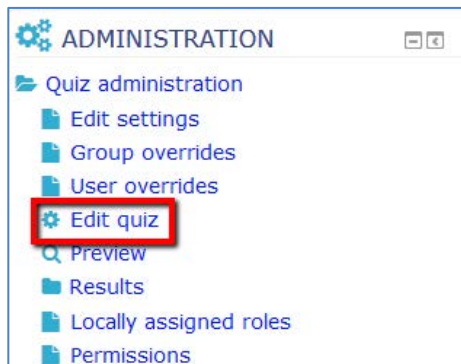 ADMINISTRATION
Quiz administration
Edit settings
Group overrides
User overrides
Edit quiz
Preview
Results
Locally assigned roles
Permissions